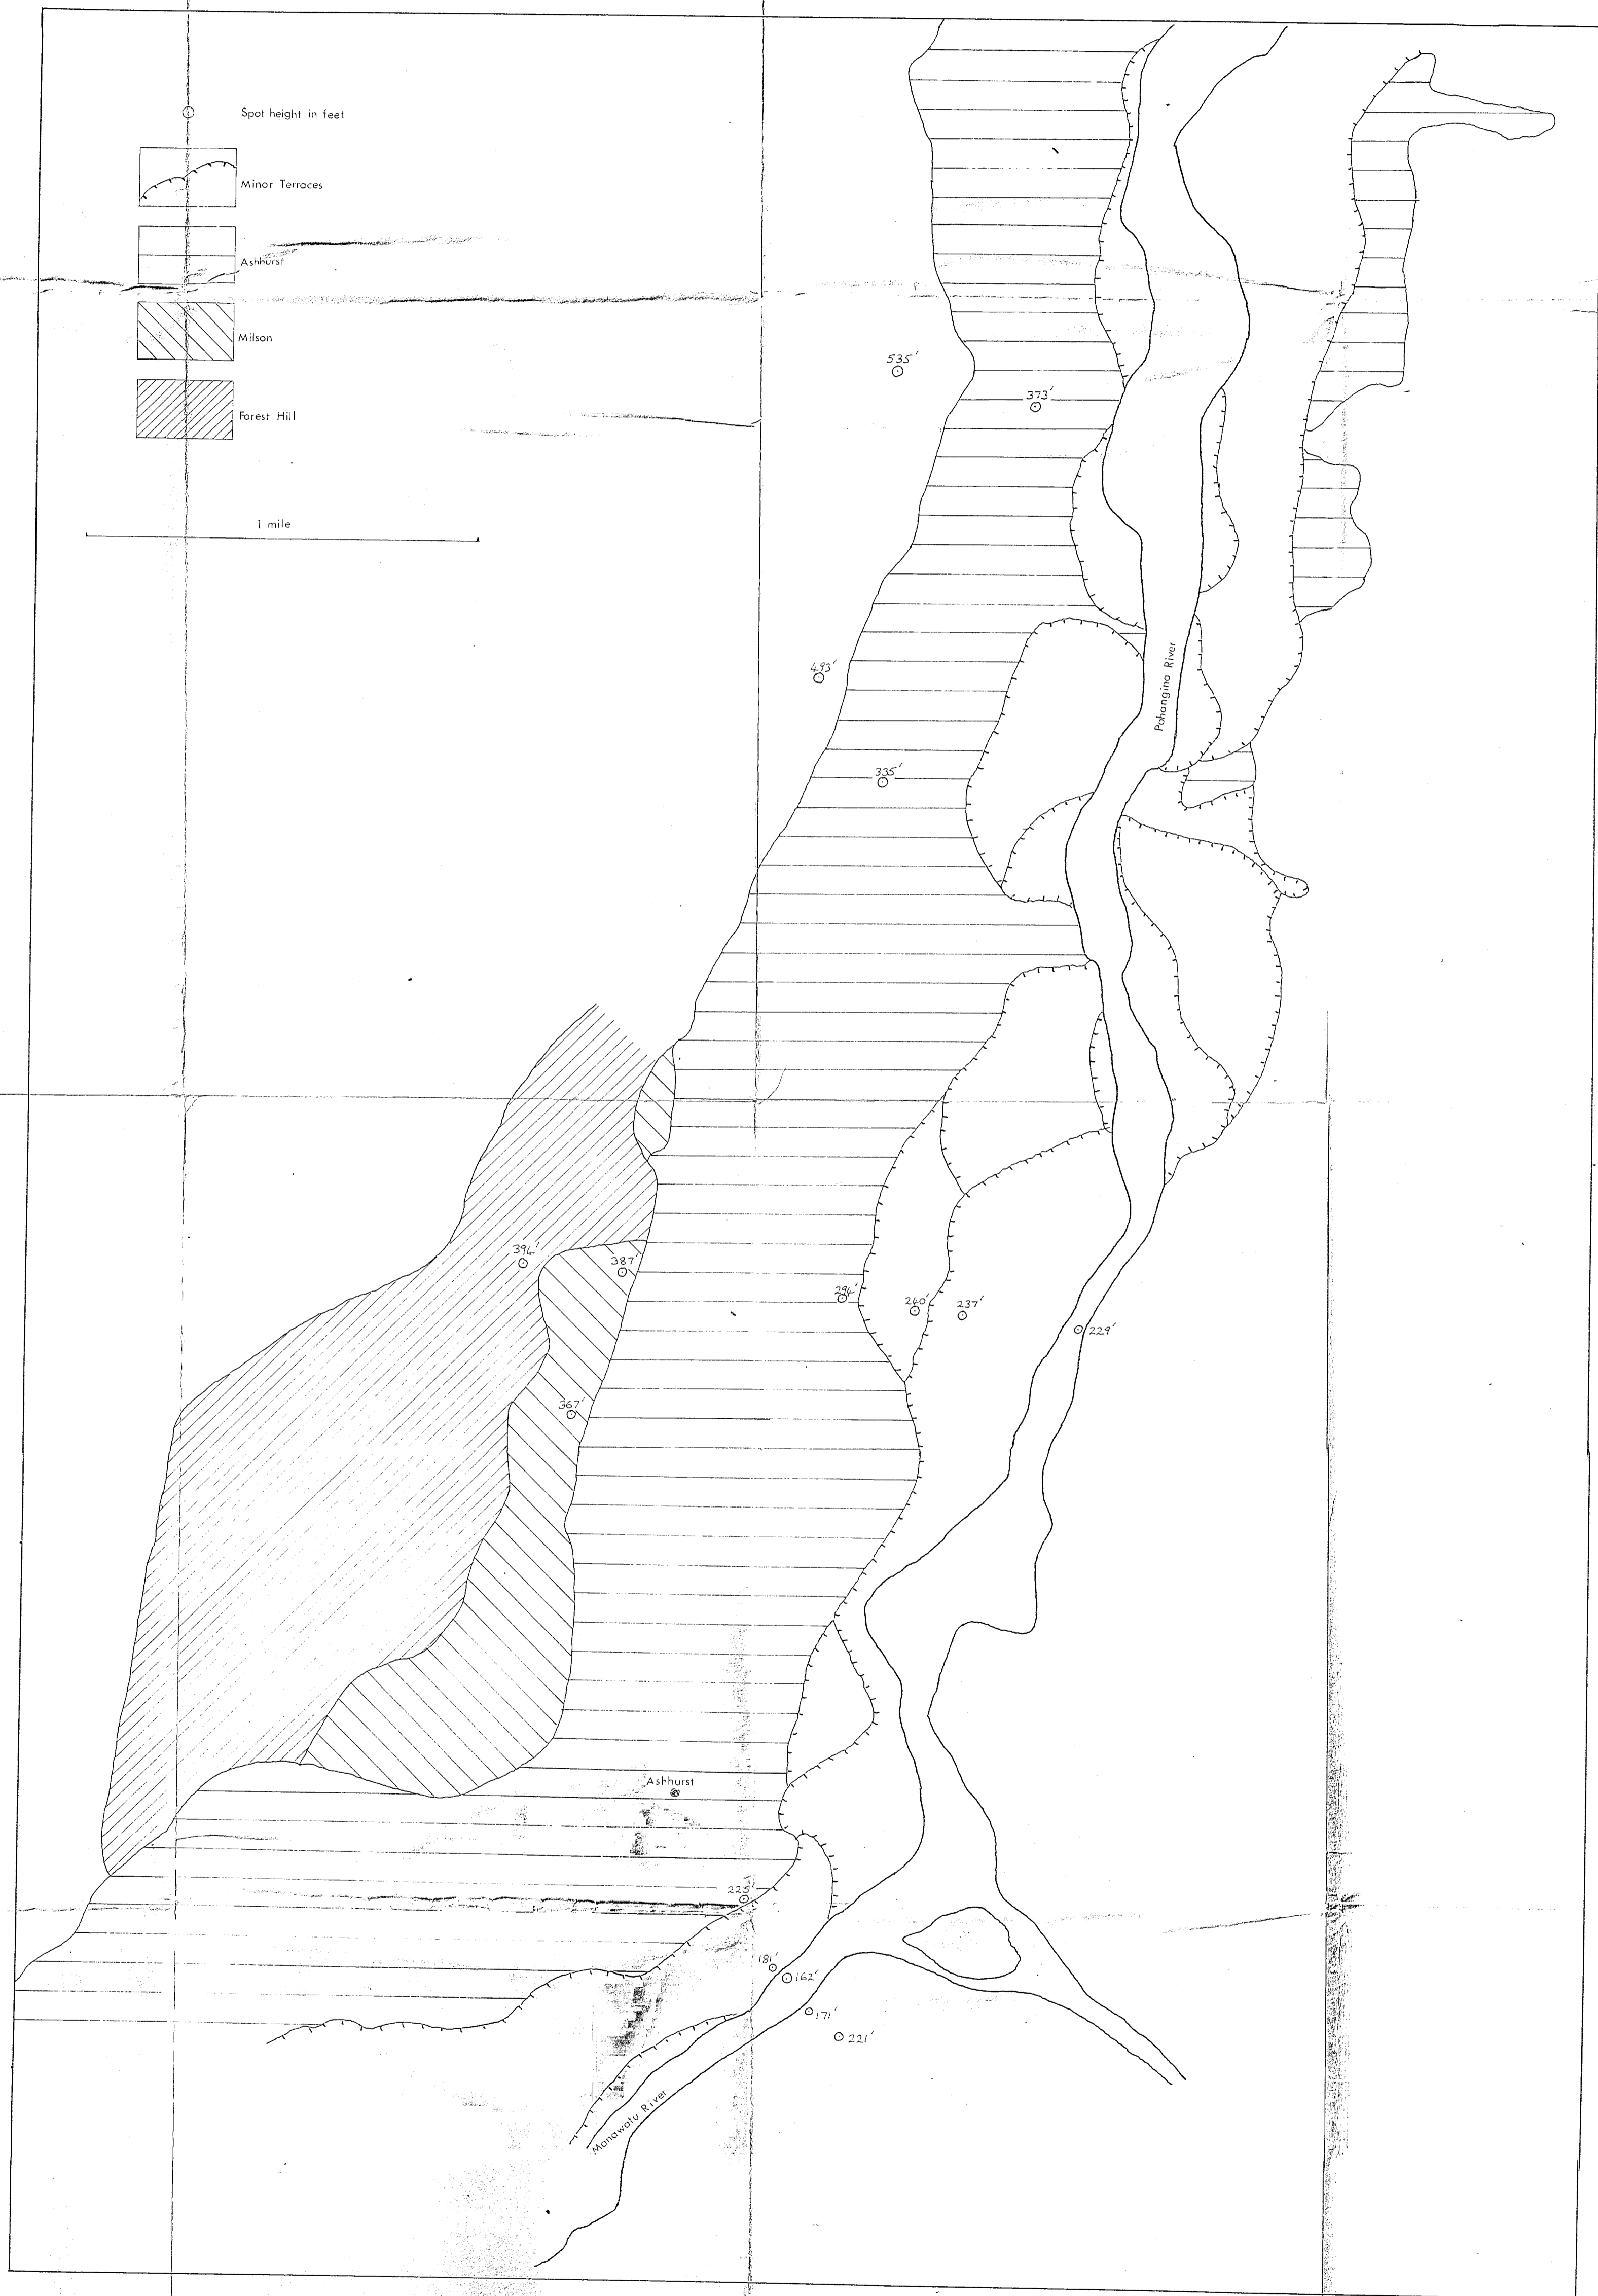 Spot height in feet
Minor Terraces
Ashhurst
Milson
Forest Hill
1 mile
535'
373'
493'
Pohangina River
335'
394'
387'
294'
240'
237'
229'
367'
Ashhurst
225'
181'
162'
171'
221'
Manawatu River